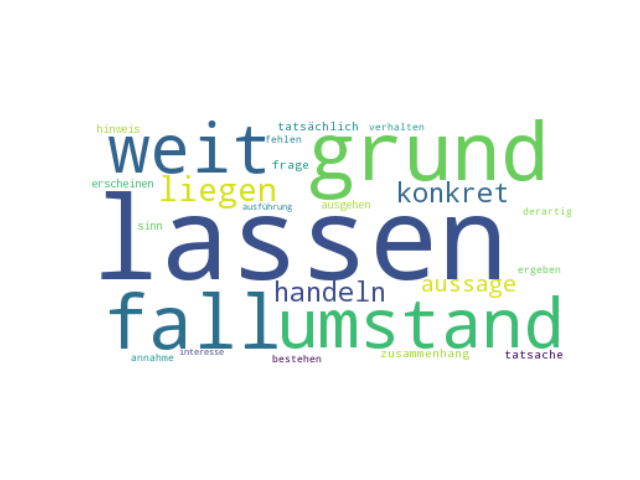 hinweis
tatsächlich verhalten
weit fehlen grund
frage
erscheinen liegen konkret
ausführung ausgehen derartig
lassen
sinn
ergeben
handeln aussage
fall umstand
annahme interesse bestehen zusammenhang tatsache